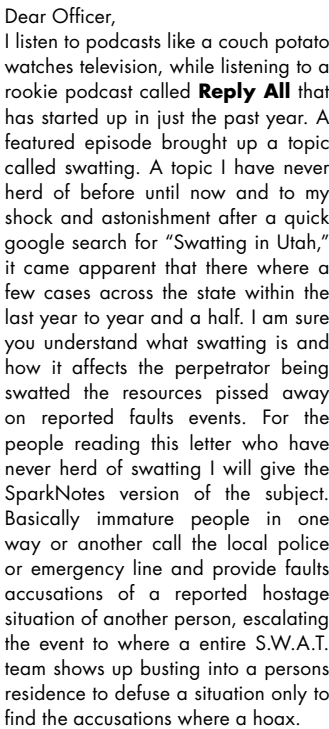 Dear Officer,
I listen to podcasts like a couch potato
watches television, while listening to a
rookie podcast called Reply All that
has started up in just the past year. A
featured episode brought up a topic
called swatting. A topic I have never
herd of before until now and to my
shock and astonishment after a quick
google search for “Swatting in Utah,”
it came apparent that there where a
few cases across the state within the
last year to year and a half. I am sure
you understand what swatting is and
how it affects the perpetrator being
swatted the resources pissed away
on reported faults events. For the
people reading this letter who have
never herd of swatting I will give the
SparkNotes version of the subject.
Basically immature people in one
way or another call the local police
or emergency line and provide faults
accusations of a reported hostage
situation of another person, escalating
the event to where a entire S.W.A.T.
team shows up busting into a persons
residence to defuse a situation only to
find the accusations where a hoax.